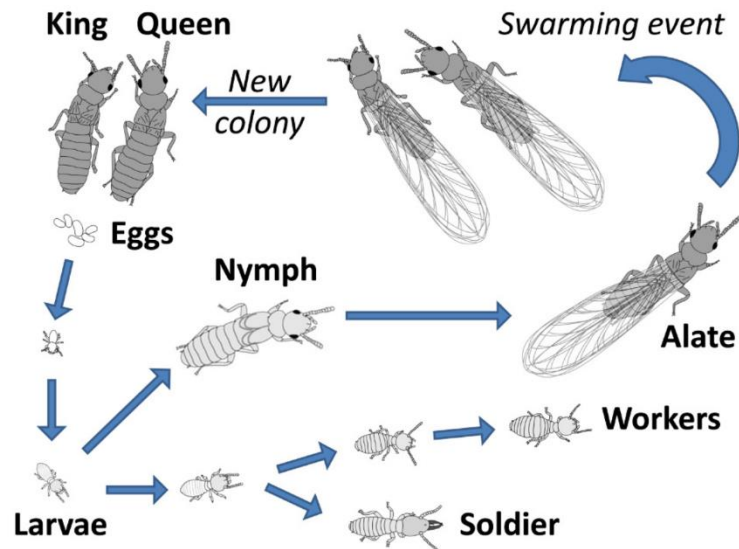 King Queen
Swarming event
New
colony
Eggs
Nymph
Alate
Workers
Larvae
Soldier